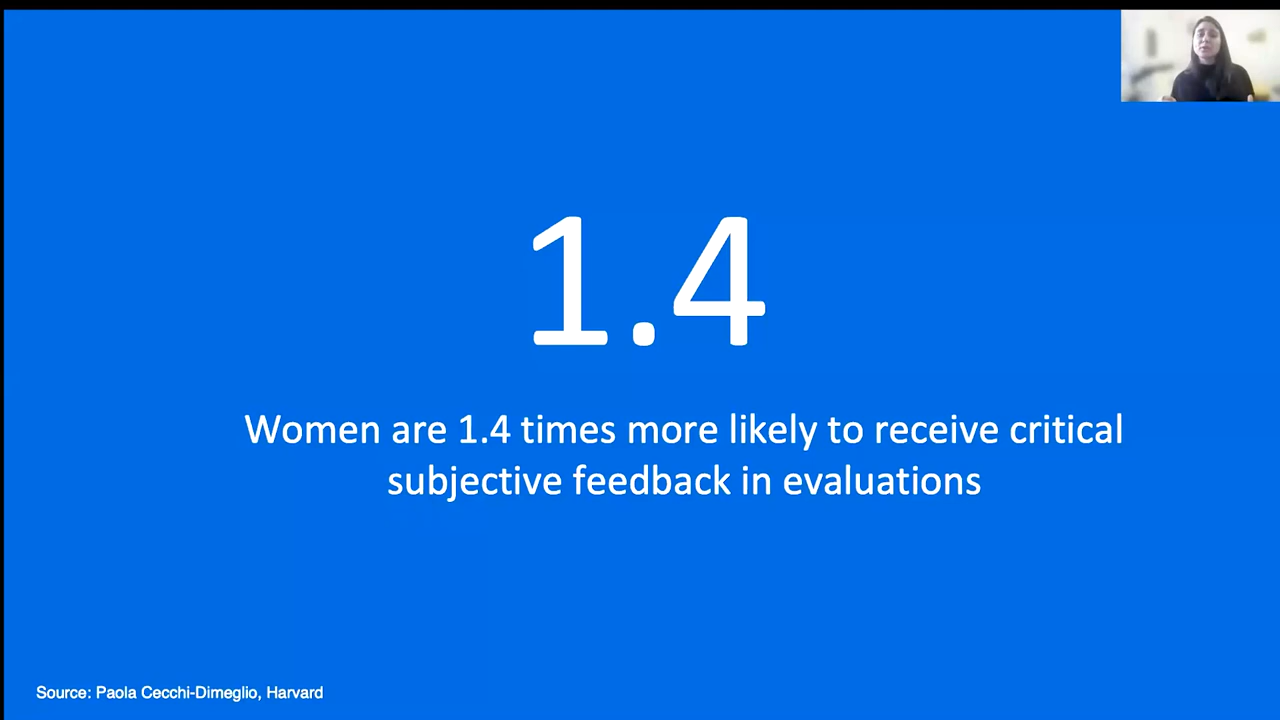 1.4
Women are 1.4 times more likely to receive critical
subjective feedback in evaluations
Source: Paola Cecchi-Dimeglio, Harvard